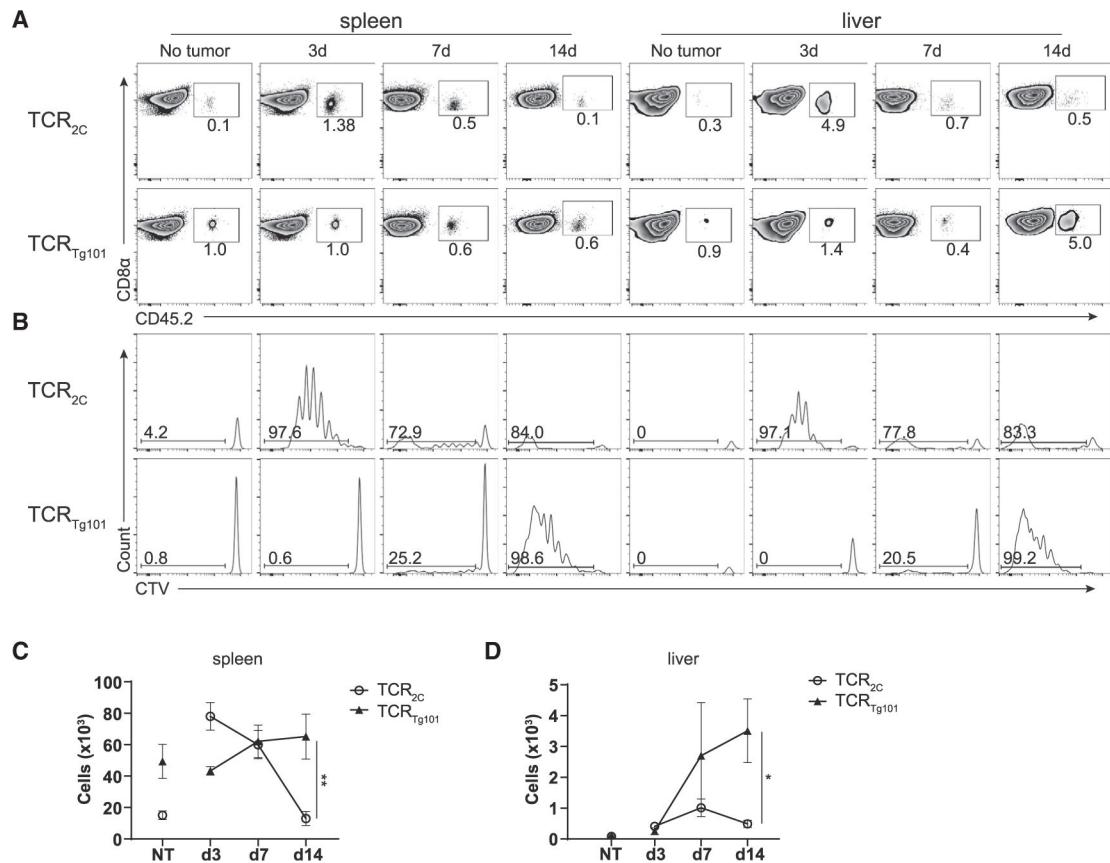 A
spleen liver
No tumor 3d 7d 14d No tumor 3d 7d 14d
TCR2C
0.1 1.38 0.5 0.1 0.3 4.9 0.7 0.5
TCRTg101
1.0 1.0 0.6 0.6 0.9 1.4 0.4 5.0
CD8α
CD45.2
B
TCR2C
4.2 97.6 72.9 84.0 0 97.1 77.8 83.3
TCRTg101
0.8 0.6 25.2 98.6 0 0 20.5 99.2
Count
CTV
C
spleen
Cells (x10³)
100
80
60
40
20
0
NT d3 d7 d14
TCR2C
TCRTg101
**
D
liver
Cells (x10³)
5
4
3
2
1
0
NT d3 d7 d14
TCR2C
TCRTg101
*